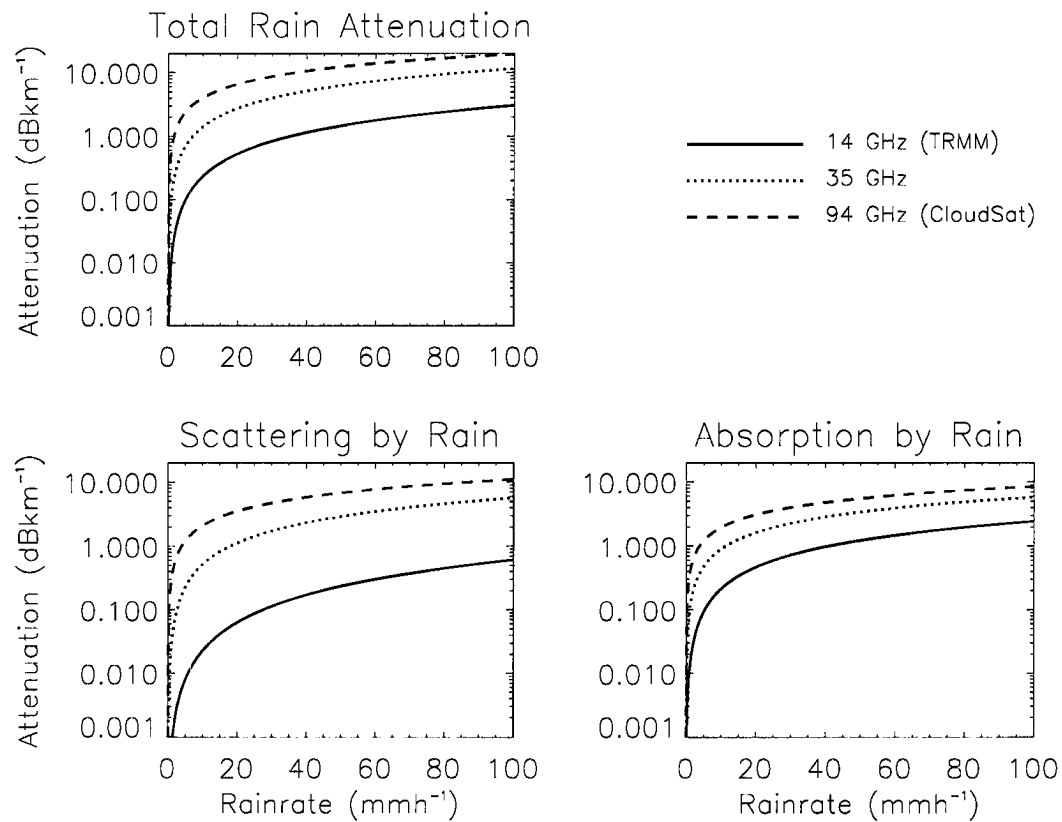 Total Rain Attenuation
Attenuation (dBkm⁻¹)
10.000
1.000
0.100
0.010
0.001
0 20 40 60 80 100
14 GHz (TRMM)
35 GHz
94 GHz (CloudSat)
Scattering by Rain
Attenuation (dBkm⁻¹)
10.000
1.000
0.100
0.010
0.001
0 20 40 60 80 100
Rainrate (mmh⁻¹)
Absorption by Rain
10.000
1.000
0.100
0.010
0.001
0 20 40 60 80 100
Rainrate (mmh⁻¹)